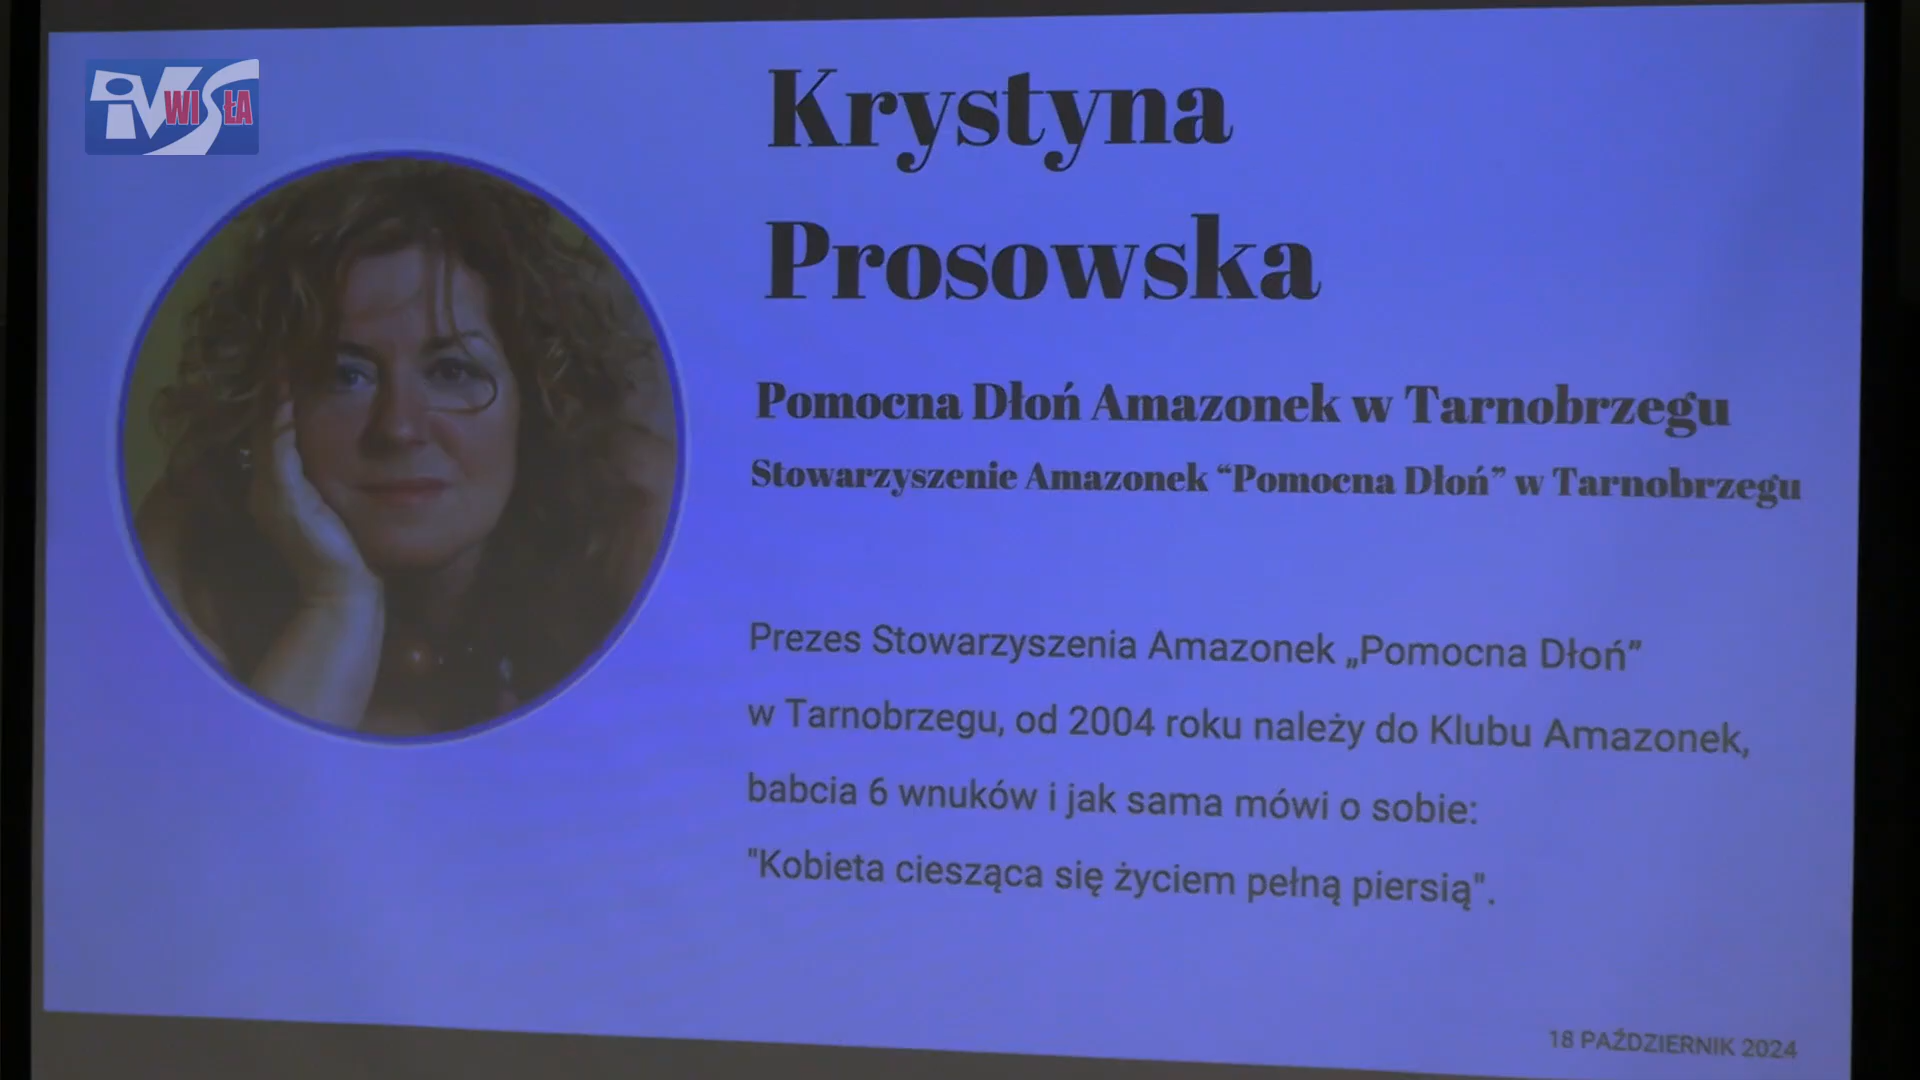 iVS WISŁA
Krystyna
Prosowska
Pomocna Dłoń Amazonek w Tarnobrzegu
Stowarzyszenie Amazonek “Pomocna Dłoń” w Tarnobrzegu
Prezes Stowarzyszenia Amazonek „Pomocna Dłoń”
w Tarnobrzegu, od 2004 roku należy do Klubu Amazonek,
babcia 6 wnuków i jak sama mówi o sobie:
"Kobieta ciesząca się życiem pełną piersią".
18 PAŹDZIERNIK 2024